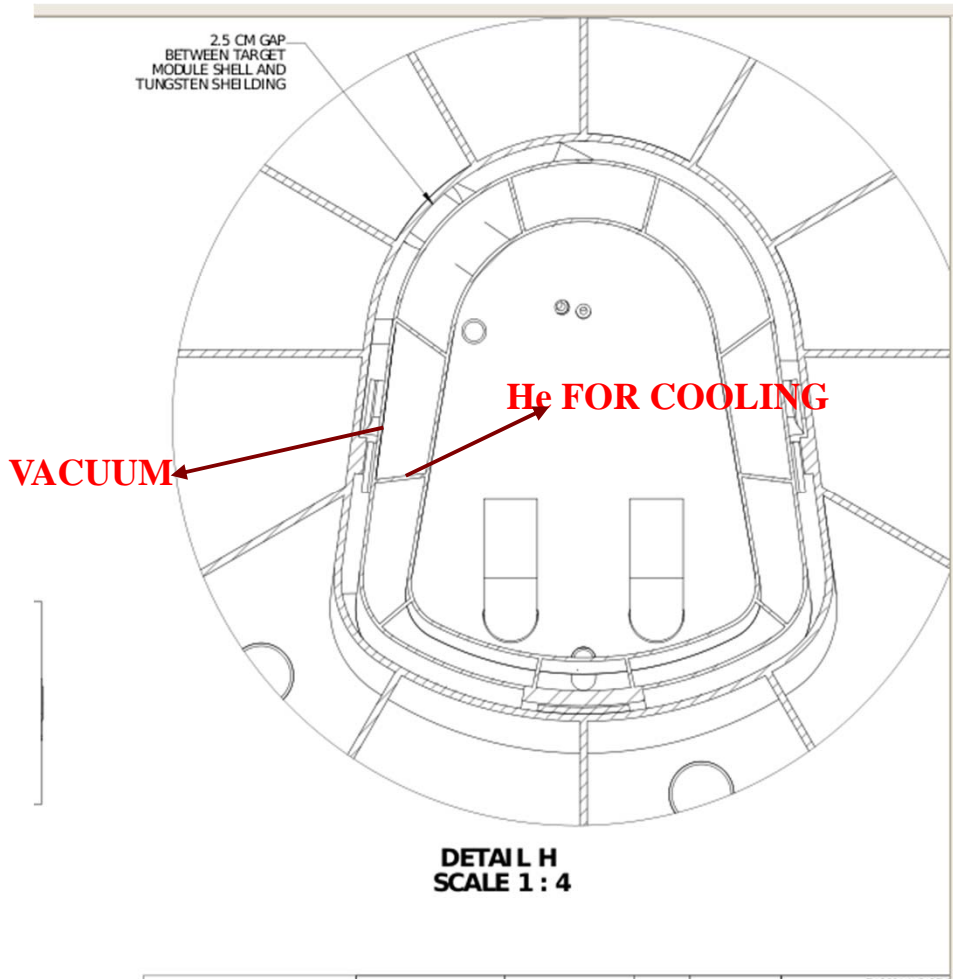 2.5 CM GAP
BETWEEN TARGET
MODULE SHELL AND
TUNGSTEN SHEILDING
He FOR COOLING
VACUUM
DETAIL H
SCALE 1 : 4